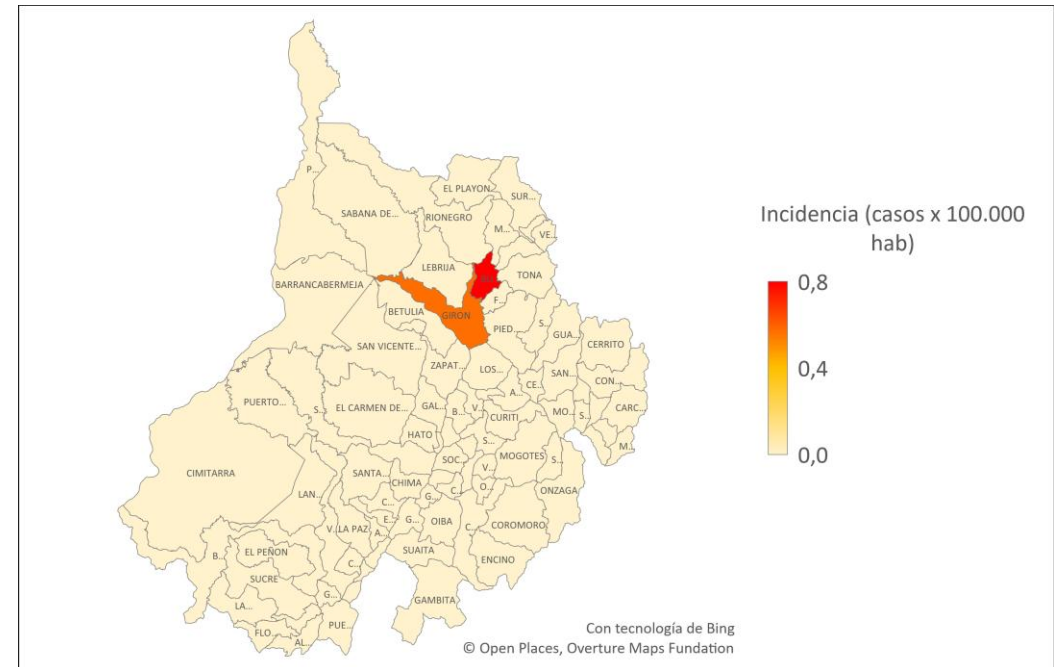 P...
EL PLAYON
SUR...
SABANA DE...
RIONEGRO
M...
VE...
LEBRIJA
TONA
BARRANCABERMEJA
BETULIA
GIRON
F...
PIED...
S...
GUA...
CERRITO
SAN VICENTE...
ZAPAT...
LOS...
SAN...
CON...
CE...
A...
PUERTO...
S...
EL CARMEN DE...
GAL...
B...
V...
CURITI
MO...
S...
CARC...
HATO
S...
M...
CIMITARRA
SANTA...
SOC...
MOGOTES
S...
CHIMA
V...
LAN...
G...
C...
O...
ONZAGA
C...
V...
LA PAZ
E...
A...
G...
OIBA
C...
COROMORO
B...
EL PEÑON
SUAITA
ENCINO
C...
SUCRE
G...
LA...
GAMBITA
FLO...
AL...
PUE...
Incidencia (casos x 100.000
hab)
0,8
0,4
0,0
Con tecnología de Bing
© Open Places, Overture Maps Foundation